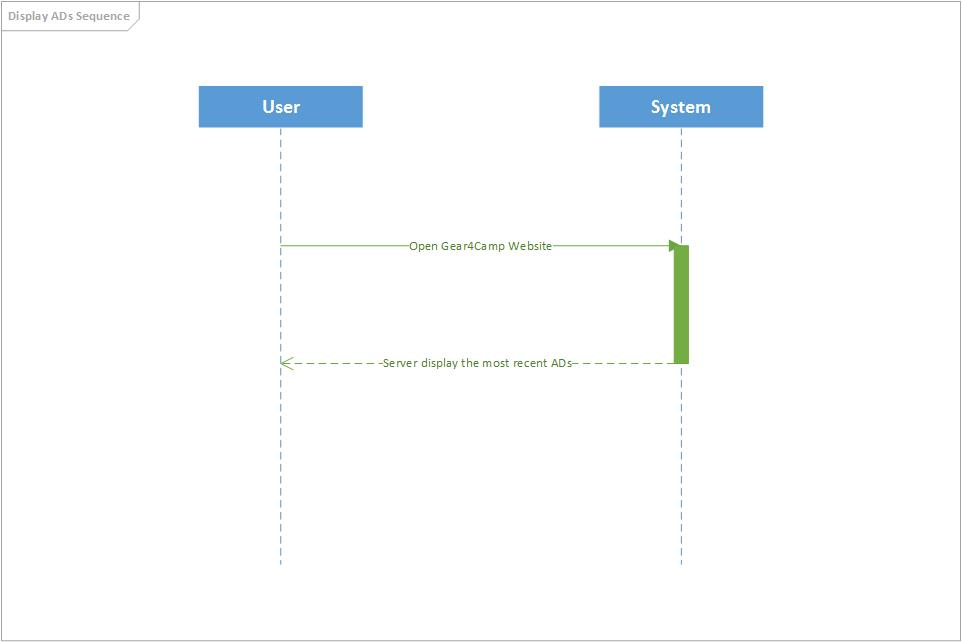 Display ADs Sequence
User
System
Open Gear4Camp Website
Server display the most recent ADs